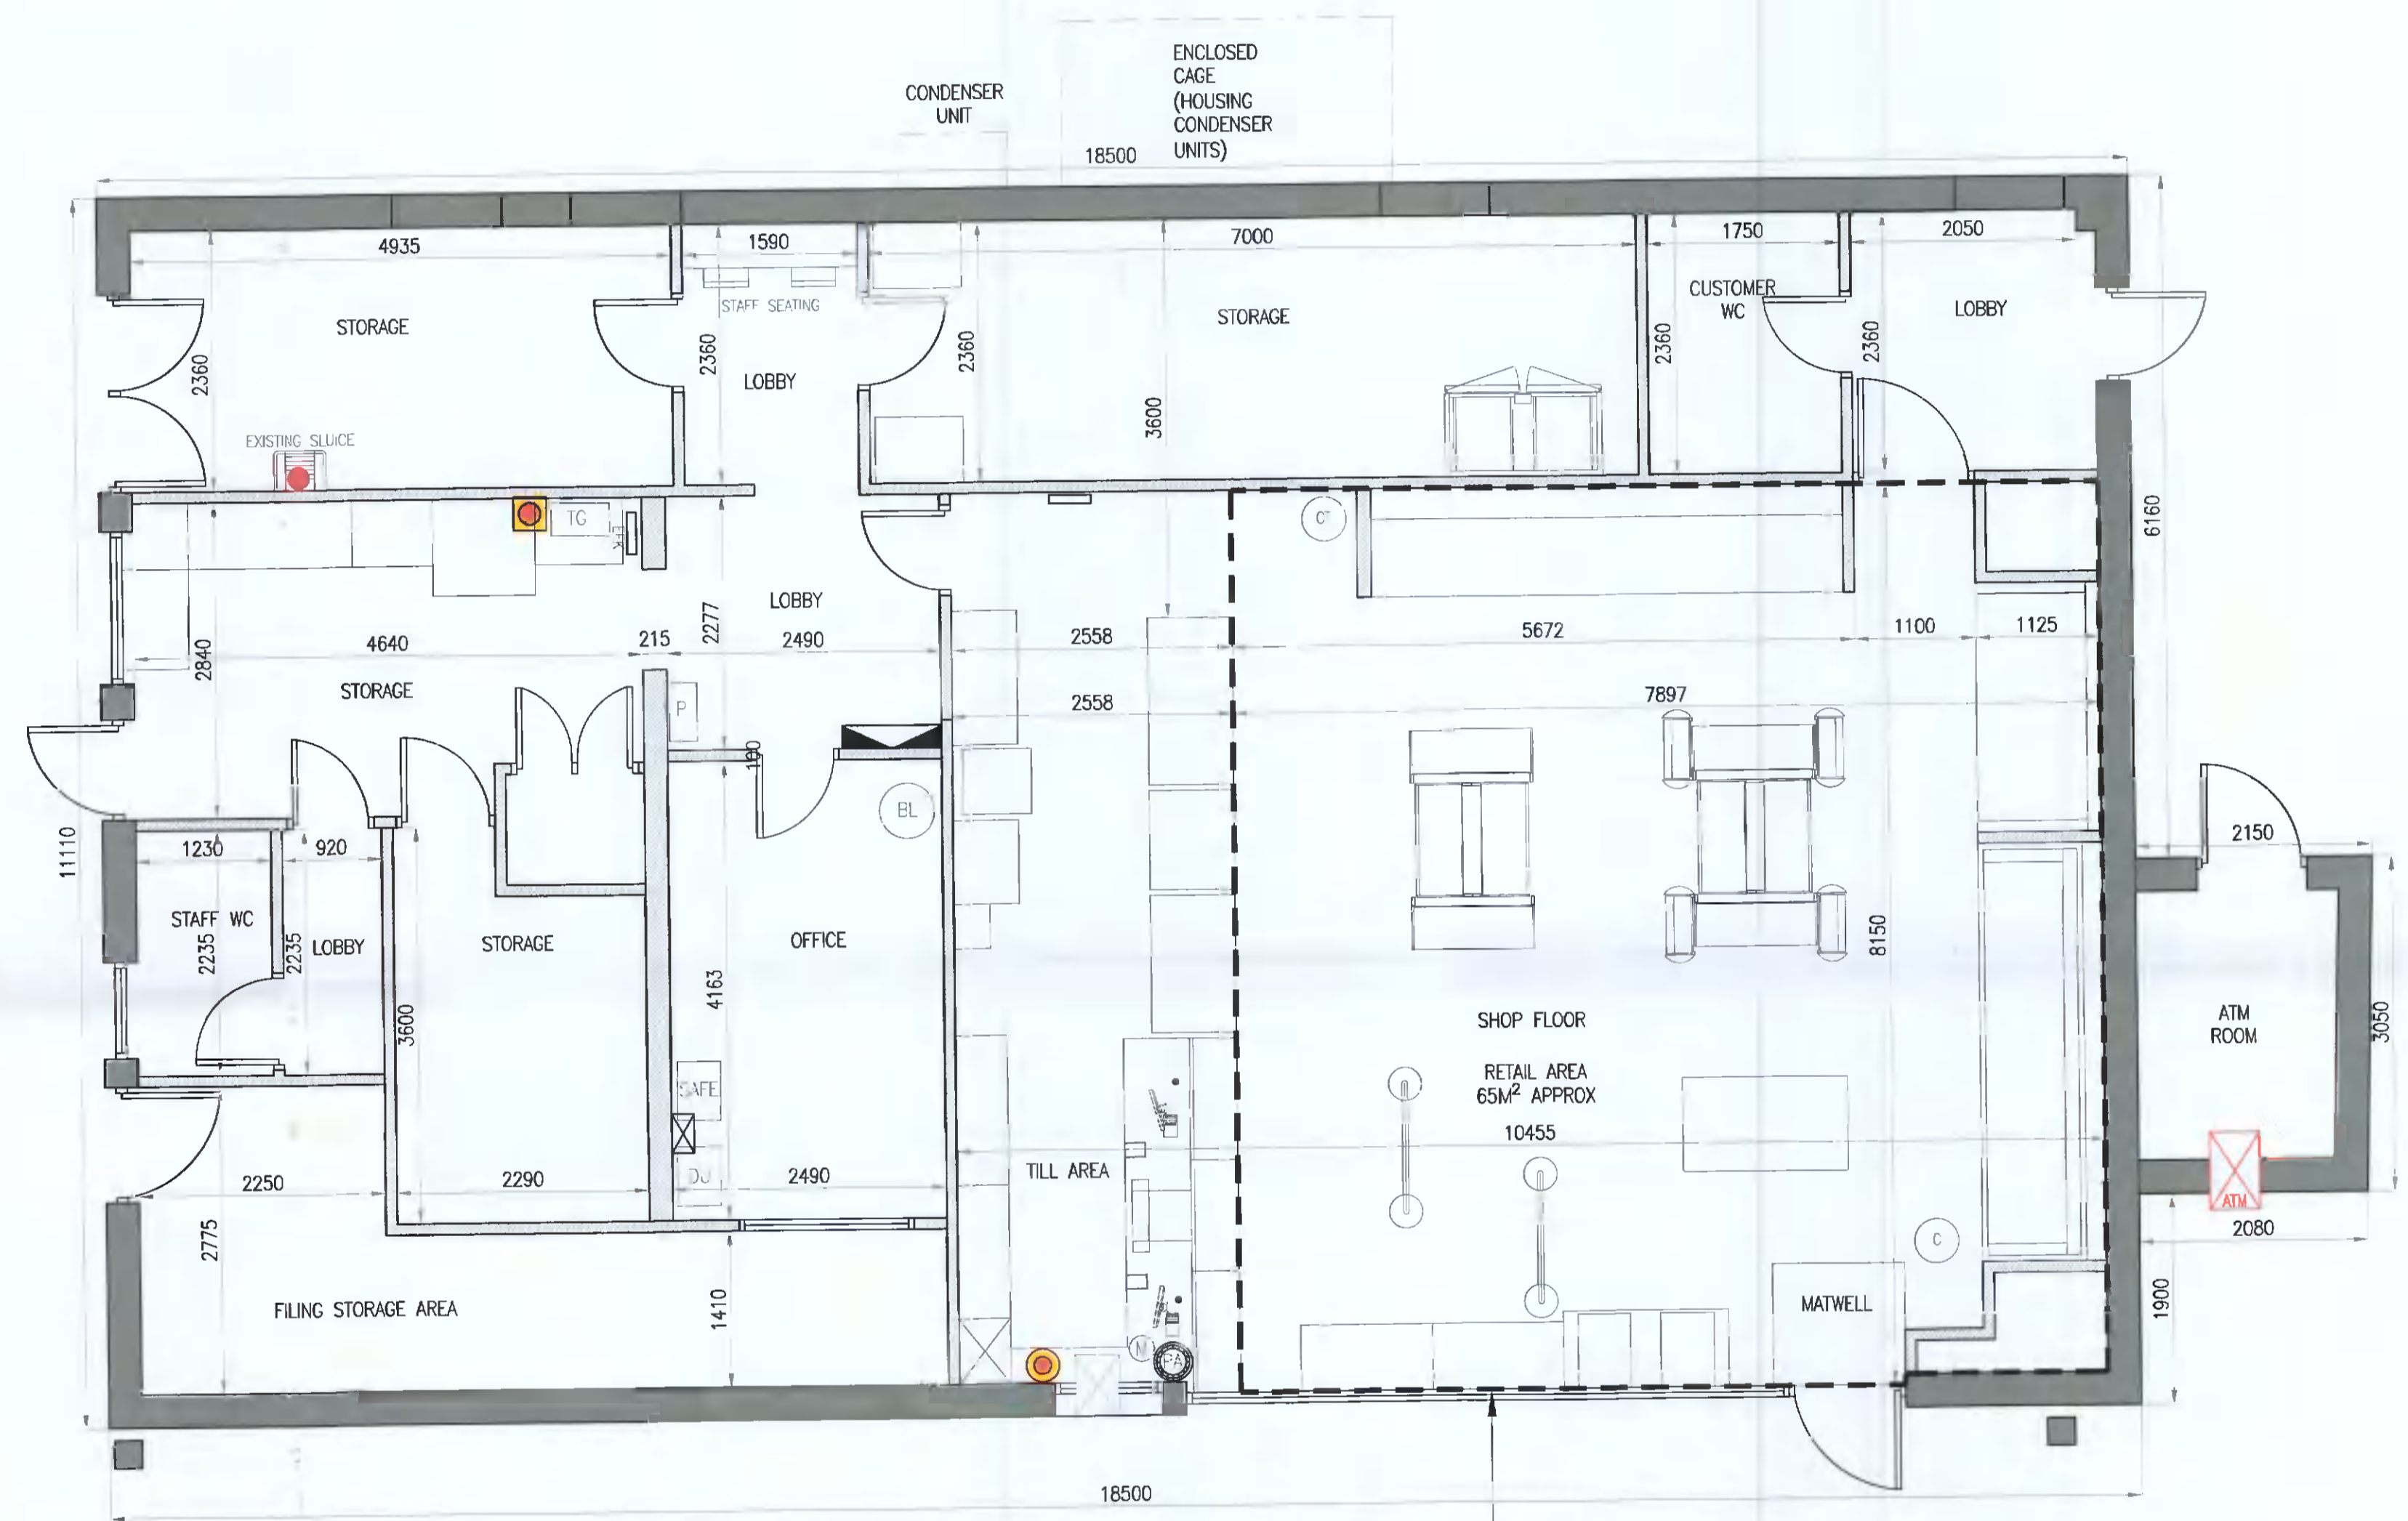 ENCLOSED
CAGE
(HOUSING
CONDENSER
UNITS)
CONDENSER
UNIT
18500
4935
1590
7000
1750
2050
STAFF SEATING
CUSTOMER
WC
LOBBY
STORAGE
STORAGE
2360
2360
LOBBY
2360
3600
2360
2360
EXISTING SLUICE
TG
CT
6160
LOBBY
2277
2840
4640
215
2490
2558
5672
1100
1125
STORAGE
P
2558
7897
100
BL
11110
1230
920
2150
STAFF WC
2235
2235
LOBBY
STORAGE
OFFICE
8150
3600
4163
SHOP FLOOR
ATM
ROOM
3050
RETAIL AREA
65M² APPROX
SAFE
10455
TILL AREA
2250
2290
2490
ATM
2080
2775
C
FILING STORAGE AREA
1410
MATWELL
1900
M
PA
18500